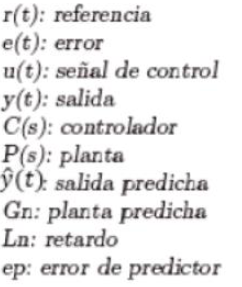 r(t): referencia
e(t): error
u(t): señal de control
y(t): salida
C(s): controlador
P(s): planta
ŷ(t): salida predicha
Gn: planta predicha
Ln: retardo
ep: error de predictor